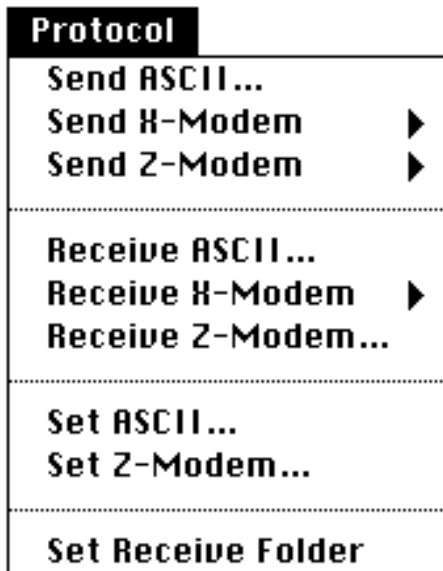 Protocol
Send ASCII...
Send X-Modem
Send Z-Modem
Receive ASCII...
Receive X-Modem
Receive Z-Modem...
Set ASCII...
Set Z-Modem...
Set Receive Folder